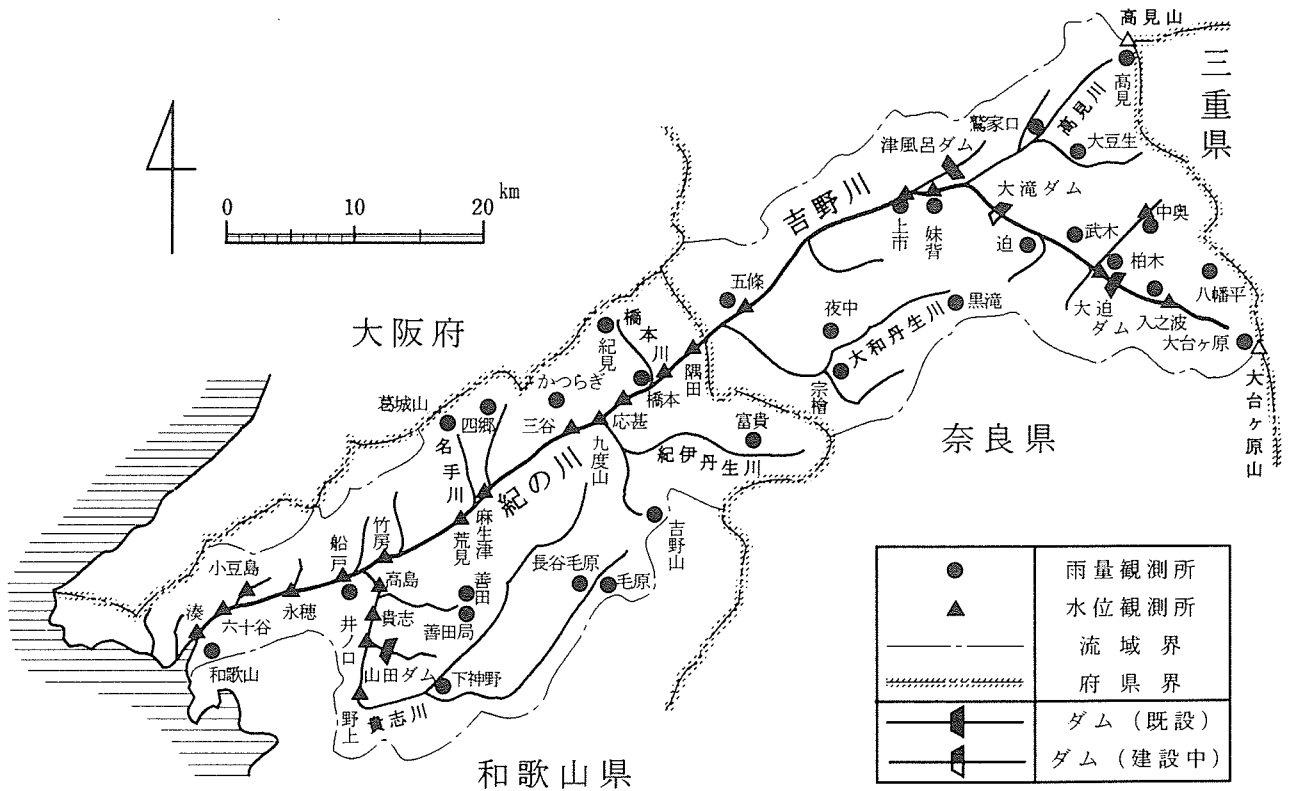 高見山
三重県
高見
高見川
鷲家口
大豆生
津風呂ダム
大滝ダム
吉野川
上市
妹背
迫
武木
中奥
柏木
八幡平
大迫ダム
入之波
大台ヶ原
大台ヶ原山
km
0 10 20
五條
夜中
黒滝
大和丹生川
宗檜
大阪府
紀見
橋本川
隅田
橋本
かつらぎ
応其
葛城山
四郷
三谷
九度山
富貴
紀伊丹生川
奈良県
名手川
紀の川
麻生津
荒見
吉野山
竹房
船戸
小豆島
高島
善田
長谷毛原
毛原
湊
六十谷
永穂
井ノ口
貴志
善田局
和歌山
山田ダム
下神野
野上
貴志川
和歌山県
雨量観測所
水位観測所
流域界
府県界
ダム（既設）
ダム（建設中）